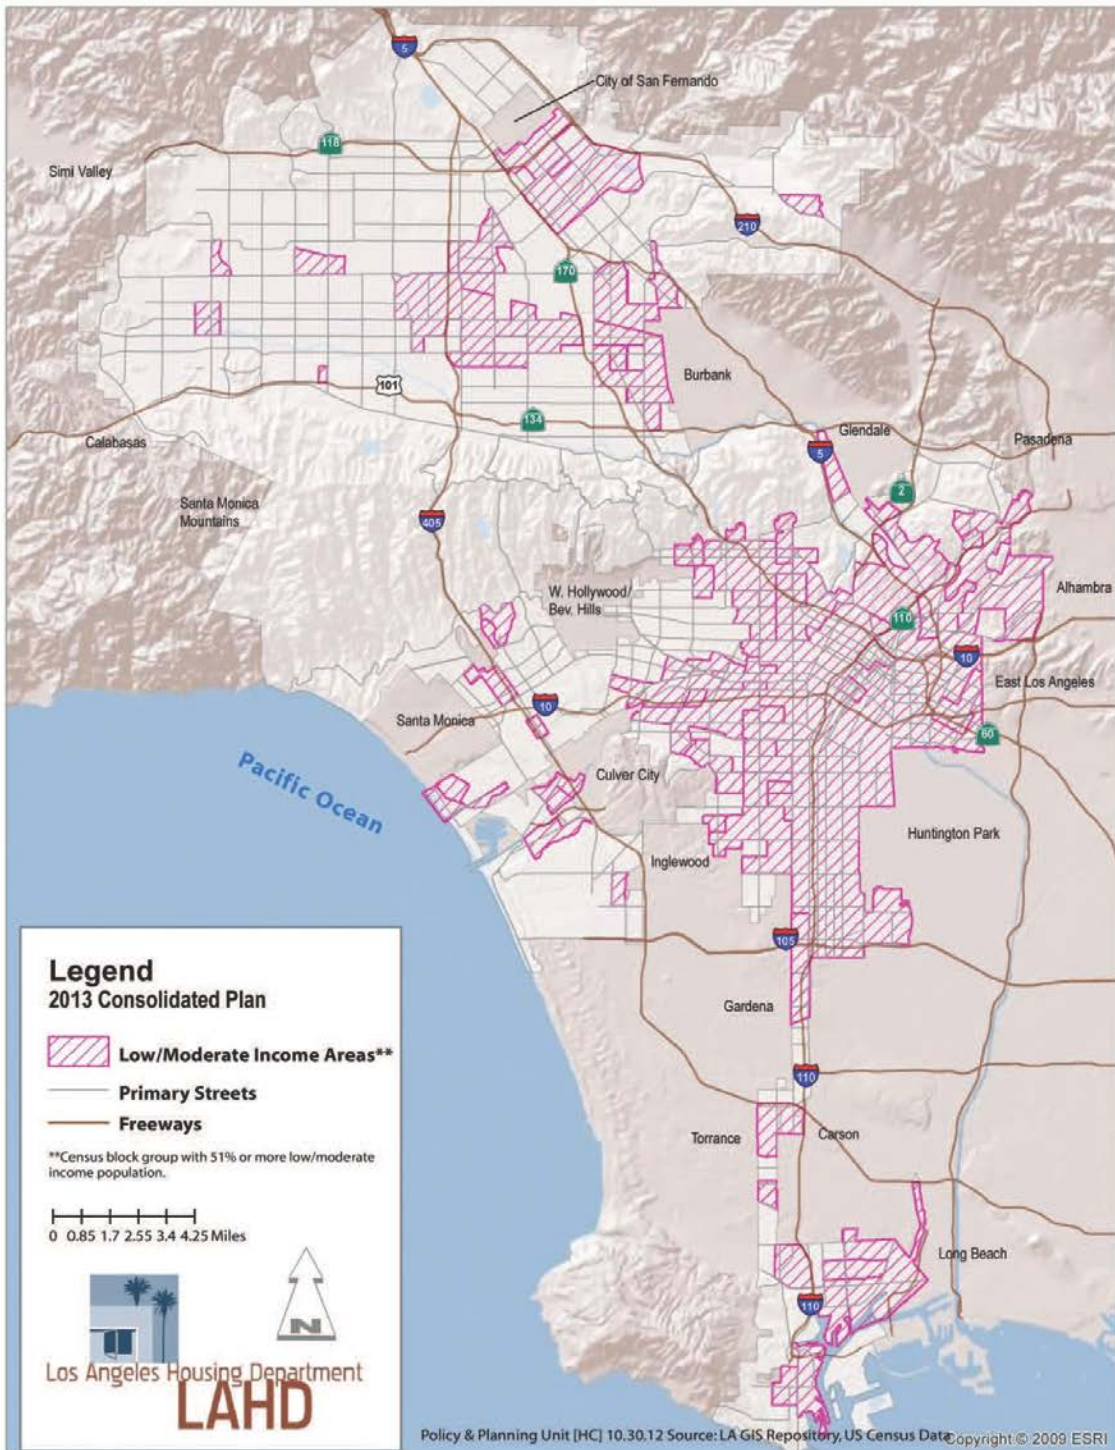 5
City of San Fernando
118
Simi Valley
210
170
Burbank
101
134
Glendale
Calabasas
5
Pasadena
2
Santa Monica
Mountains
405
W. Hollywood/
Bev. Hills
Alhambra
110
10
East Los Angeles
10
Santa Monica
60
Pacific Ocean
Culver City
Huntington Park
Inglewood
105
Gardena
110
Torrance
Carson
Long Beach
110
Legend
2013 Consolidated Plan
Low/Moderate Income Areas**
Primary Streets
Freeways
**Census block group with 51% or more low/moderate
income population.
0 0.85 1.7 2.55 3.4 4.25 Miles
N
Los Angeles Housing Department
LAHD
Policy & Planning Unit [HC] 10.30.12 Source: LA GIS Repository, US Census Data
Copyright:© 2009 ESRI